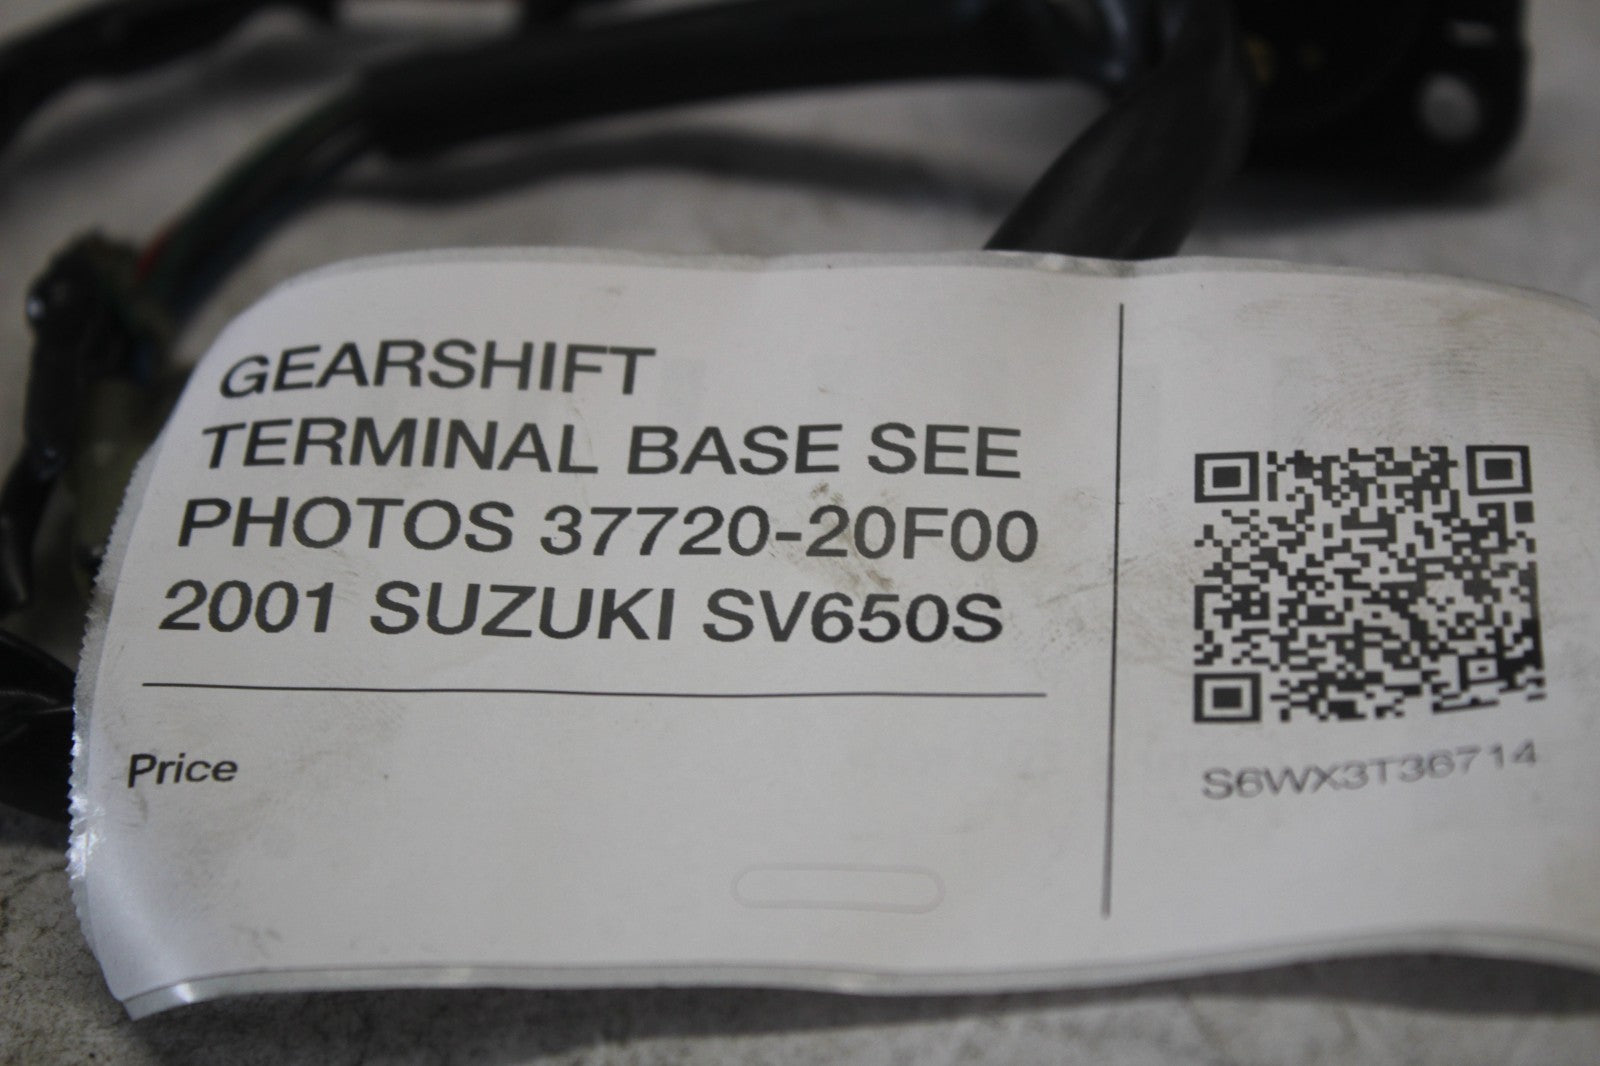 GEARSHIFT
TERMINAL BASE SEE
PHOTOS 37720-20F00
2001 SUZUKI SV650S
Price
S6WX3T36714